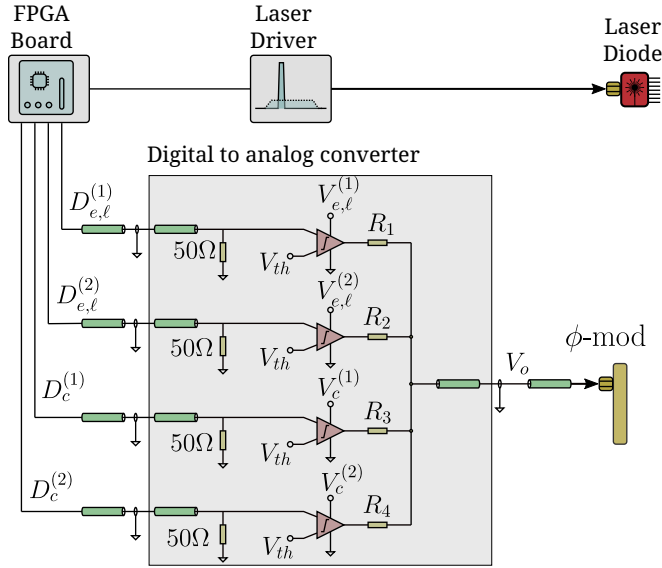 FPGA
Board
Laser
Driver
Laser
Diode
Digital to analog converter
D_{e,ℓ}^{(1)}
50Ω
V_{th}
V_{e,ℓ}^{(1)}
R_1
D_{e,ℓ}^{(2)}
50Ω
V_{th}
V_{e,ℓ}^{(2)}
R_2
D_c^{(1)}
50Ω
V_{th}
V_c^{(1)}
R_3
D_c^{(2)}
50Ω
V_{th}
V_c^{(2)}
R_4
V_o
ϕ-mod